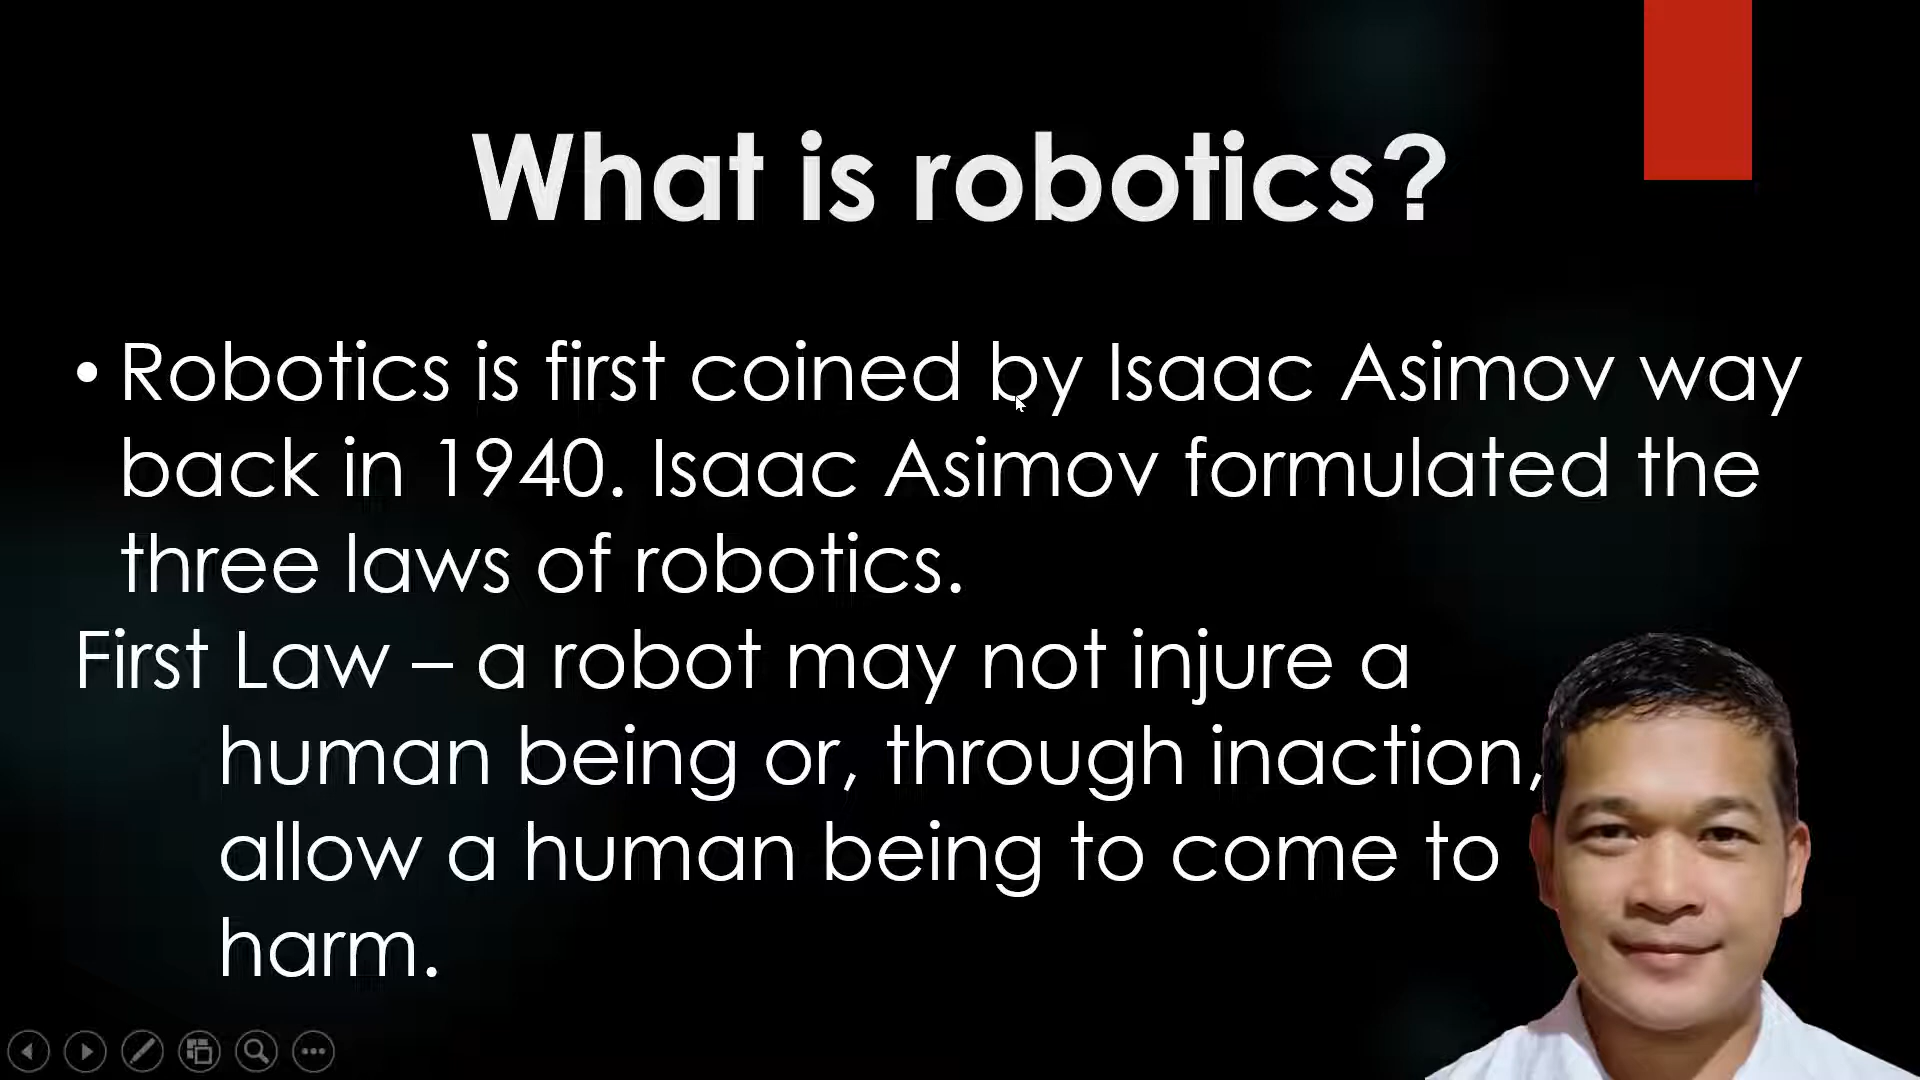 What is robotics?
• Robotics is first coined by Isaac Asimov way
back in 1940. Isaac Asimov formulated the
three laws of robotics.
First Law – a robot may not injure a
human being or, through inaction,
allow a human being to come to
harm.